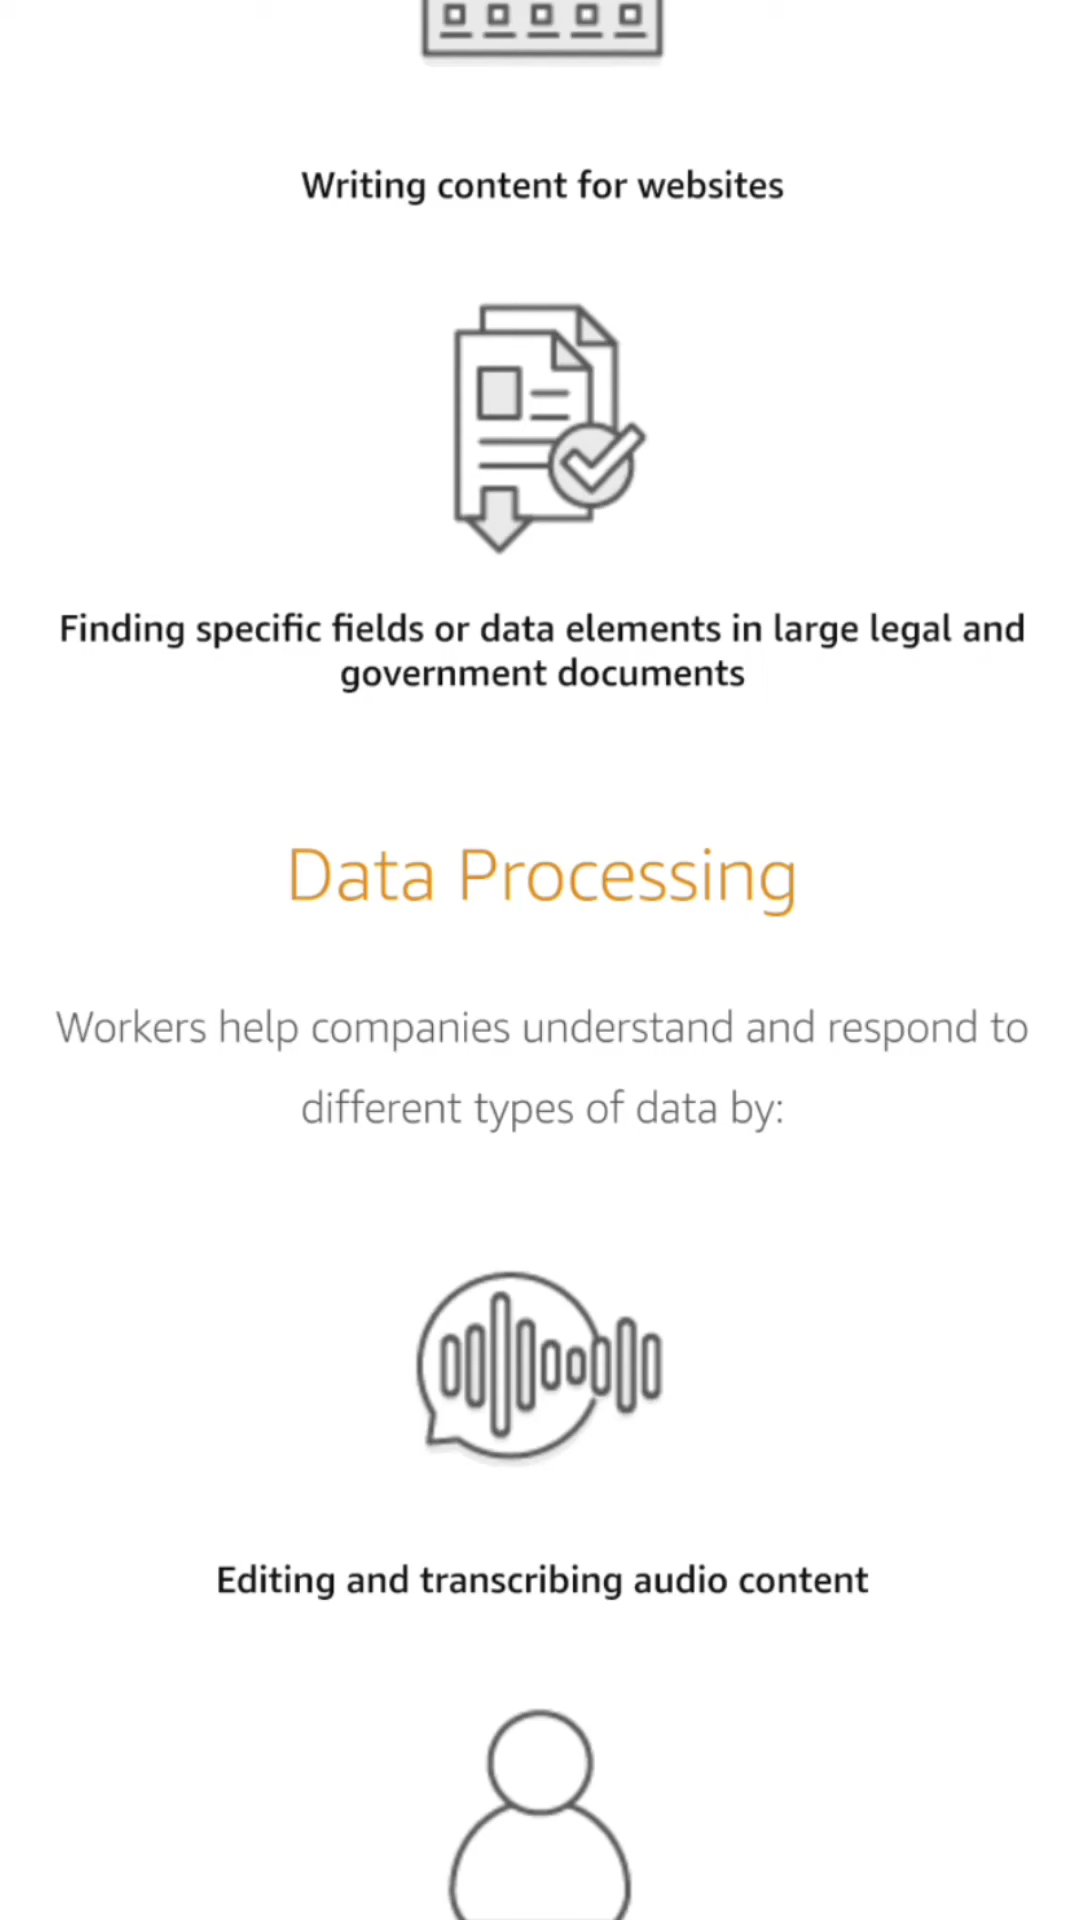 Writing content for websites
Finding specific fields or data elements in large legal and
government documents
Data Processing
Workers help companies understand and respond to
different types of data by:
Editing and transcribing audio content